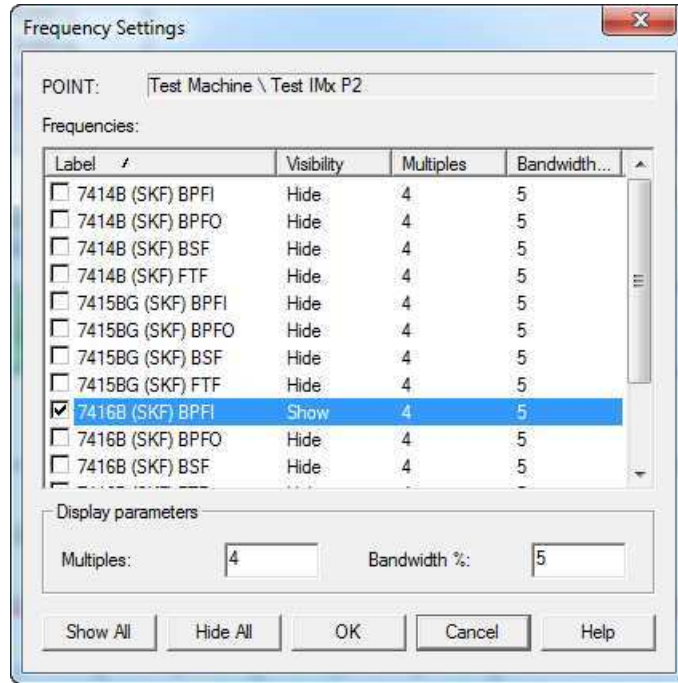 Frequency Settings
POINT: Test Machine \ Test IMx P2
Frequencies:
Label Visibility Multiples Bandwidth...
7414B (SKF) BPFI Hide 4 5
7414B (SKF) BPFO Hide 4 5
7414B (SKF) BSF Hide 4 5
7414B (SKF) FTF Hide 4 5
7415BG (SKF) BPFI Hide 4 5
7415BG (SKF) BPFO Hide 4 5
7415BG (SKF) BSF Hide 4 5
7415BG (SKF) FTF Hide 4 5
7416B (SKF) BPFI Show 4 5
7416B (SKF) BPFO Hide 4 5
7416B (SKF) BSF Hide 4 5
Display parameters
Multiples: 4 Bandwidth %: 5
Show All Hide All OK Cancel Help